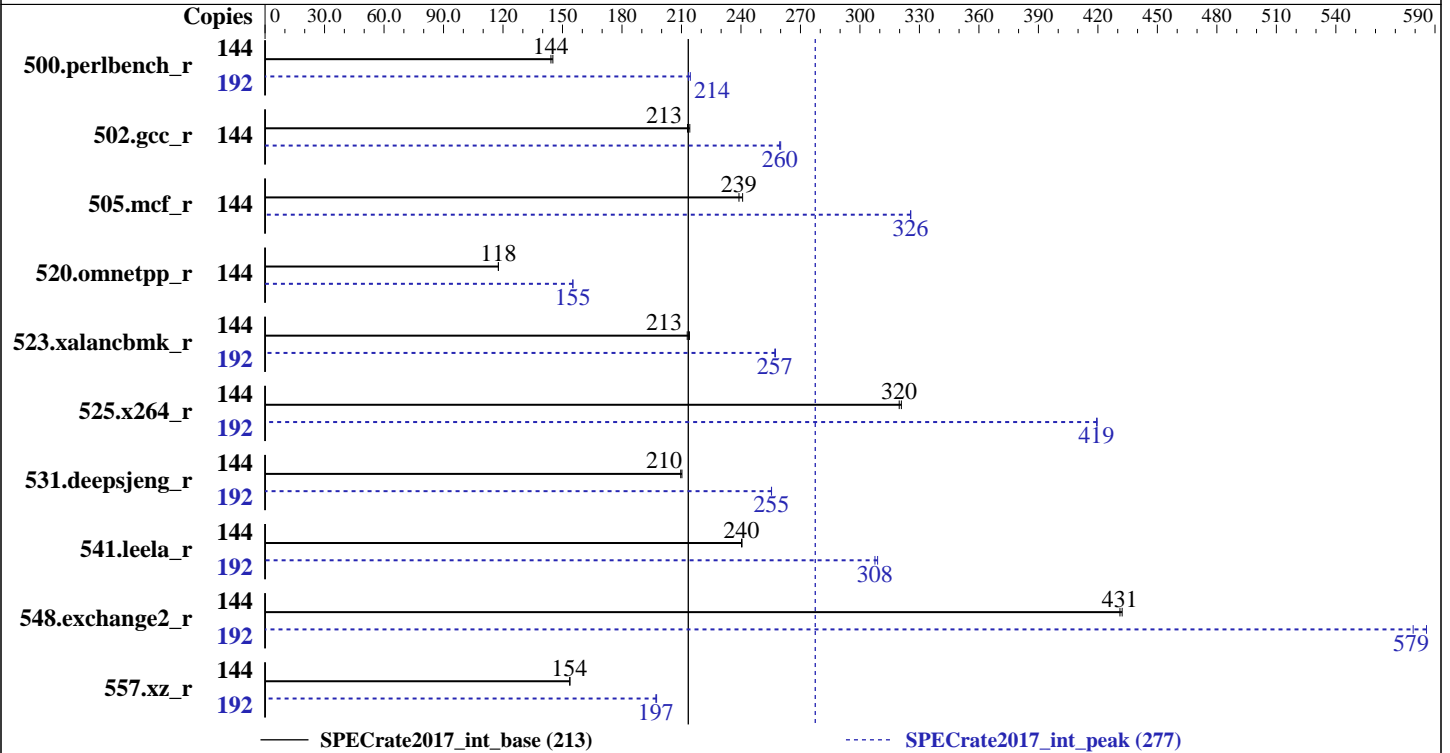 Copies 0 30.0 60.0 90.0 120 150 180 210 240 270 300 330 360 390 420 450 480 510 540 590
500.perlbench_r 144 144
192 214
502.gcc_r 144 213
260
505.mcf_r 144 239
326
520.omnetpp_r 144 118
155
523.xalancbmk_r 144 213
192 257
525.x264_r 144 320
192 419
531.deepsjeng_r 144 210
192 255
541.leela_r 144 240
192 308
548.exchange2_r 144 431
192 579
557.xz_r 144 154
192 197
SPECrate2017_int_base (213) SPECrate2017_int_peak (277)